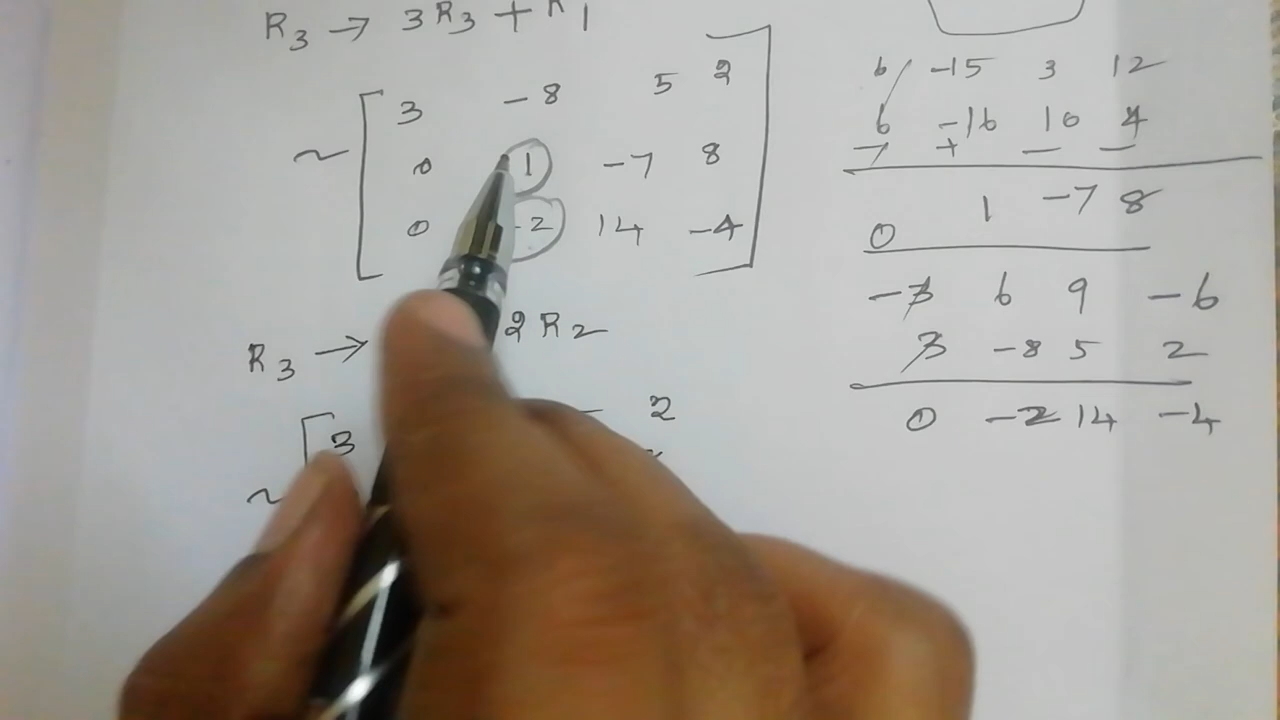 R3 → 3R3 + R1
3 -8 5 2
~ 0 1 -7 8
0 -2 14 -4
R3 → 2R2
3 2
~
6 -15 3 12
6 -16 10 4
- + - -
0 1 -7 8
-3 6 9 -6
3 -8 5 2
0 -2 14 -4